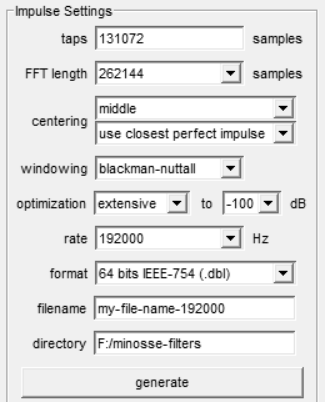 Impulse Settings
taps 131072 samples
FFT length 262144 samples
centering middle
use closest perfect impulse
windowing blackman-nuttall
optimization extensive to -100 dB
rate 192000 Hz
format 64 bits IEEE-754 (.dbl)
filename my-file-name-192000
directory F:/minosse-filters
generate